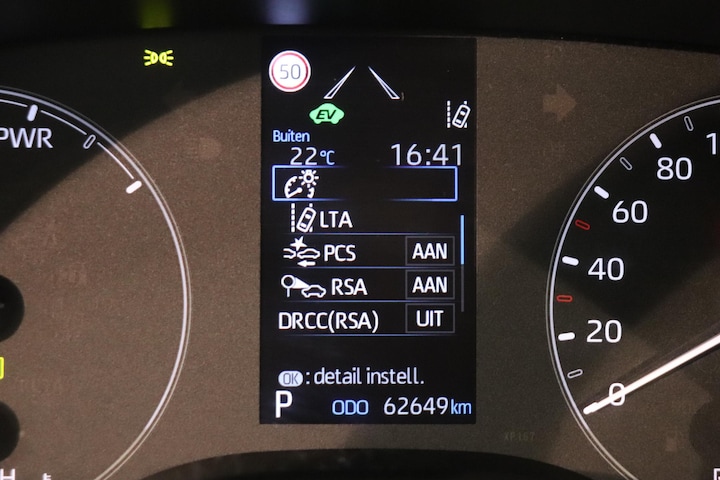 50
EV
Buiten
22°C 16:41
LTA
PCS AAN
RSA AAN
DRCC(RSA) UIT
OK : detail instell.
P ODO 62649 km
PWR
80
60
40
20
0
H